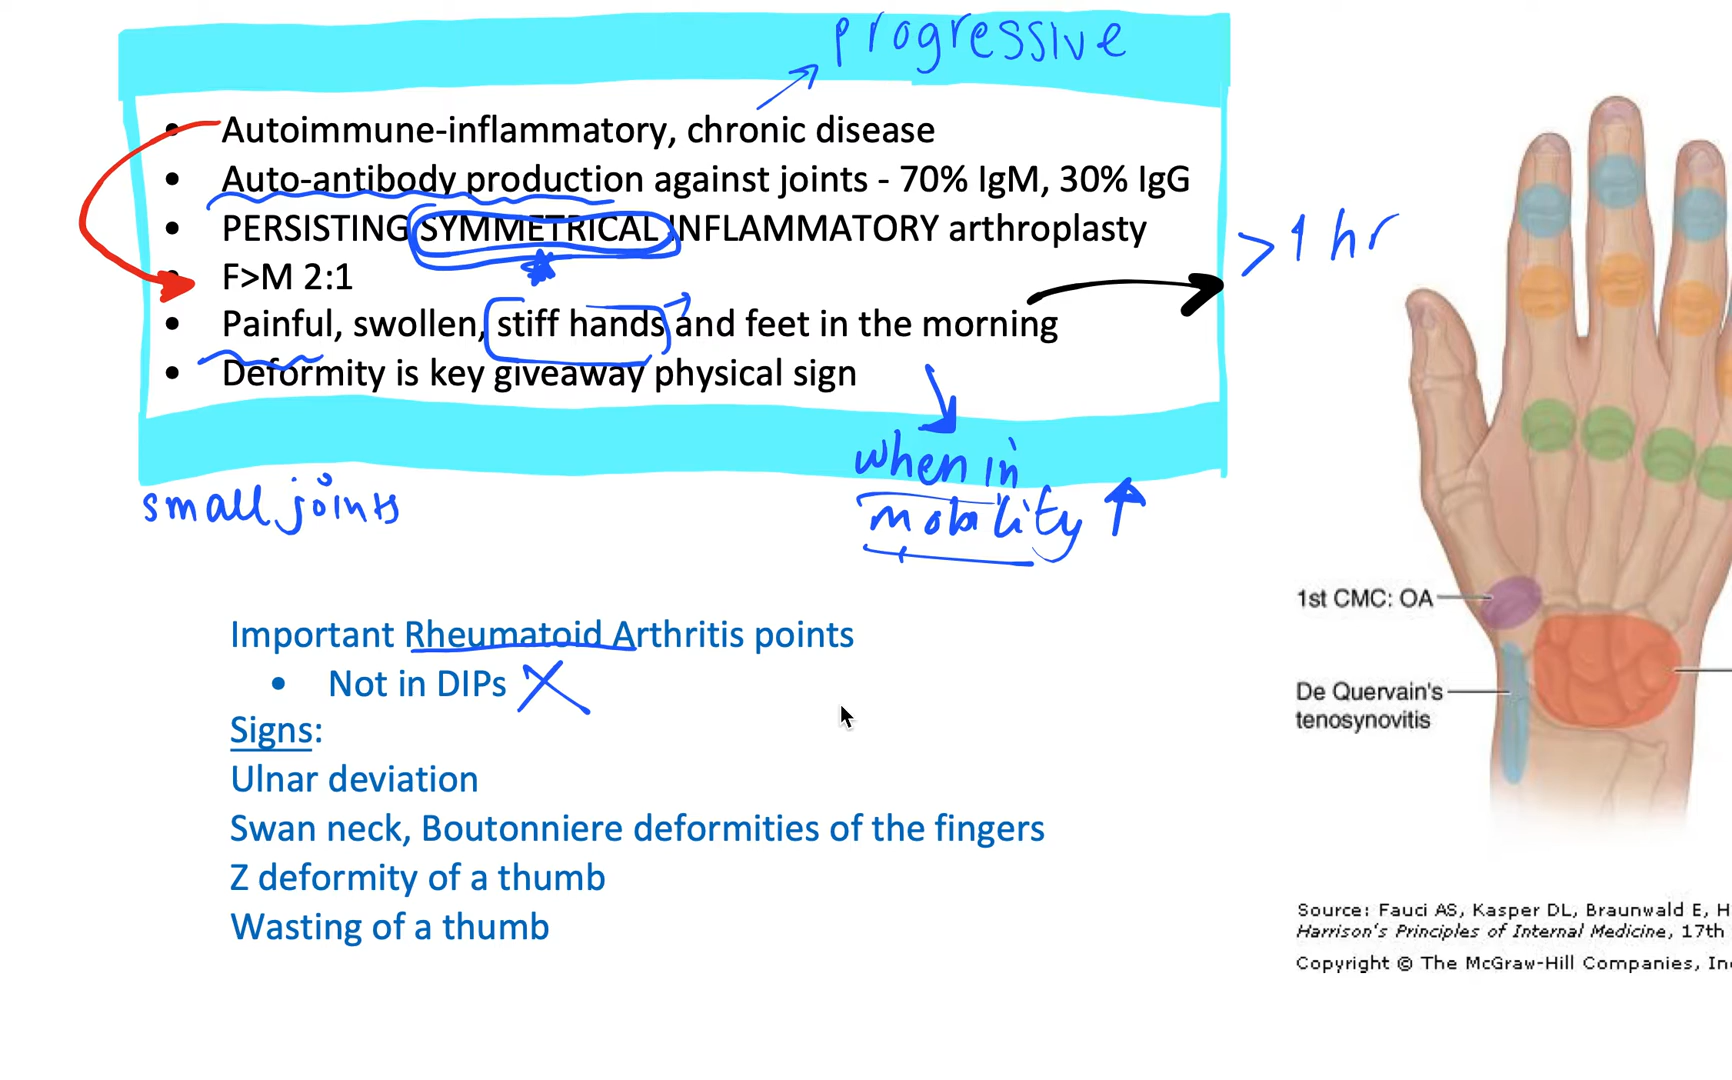 progressive
• Autoimmune-inflammatory, chronic disease
• Auto-antibody production against joints - 70% IgM, 30% IgG
• PERSISTING SYMMETRICAL INFLAMMATORY arthroplasty
>1 hr
• F>M 2:1
• Painful, swollen, stiff hands and feet in the morning
• Deformity is key giveaway physical sign
when in
mobility ↑
small joints
Important Rheumatoid Arthritis points
• Not in DIPs X
Signs:
Ulnar deviation
Swan neck, Boutonniere deformities of the fingers
Z deformity of a thumb
Wasting of a thumb
1st CMC: OA
De Quervain's
tenosynovitis
Source: Fauci AS, Kasper DL, Braunwald E, H
Harrison's Principles of Internal Medicine, 17th
Copyright © The McGraw-Hill Companies, In